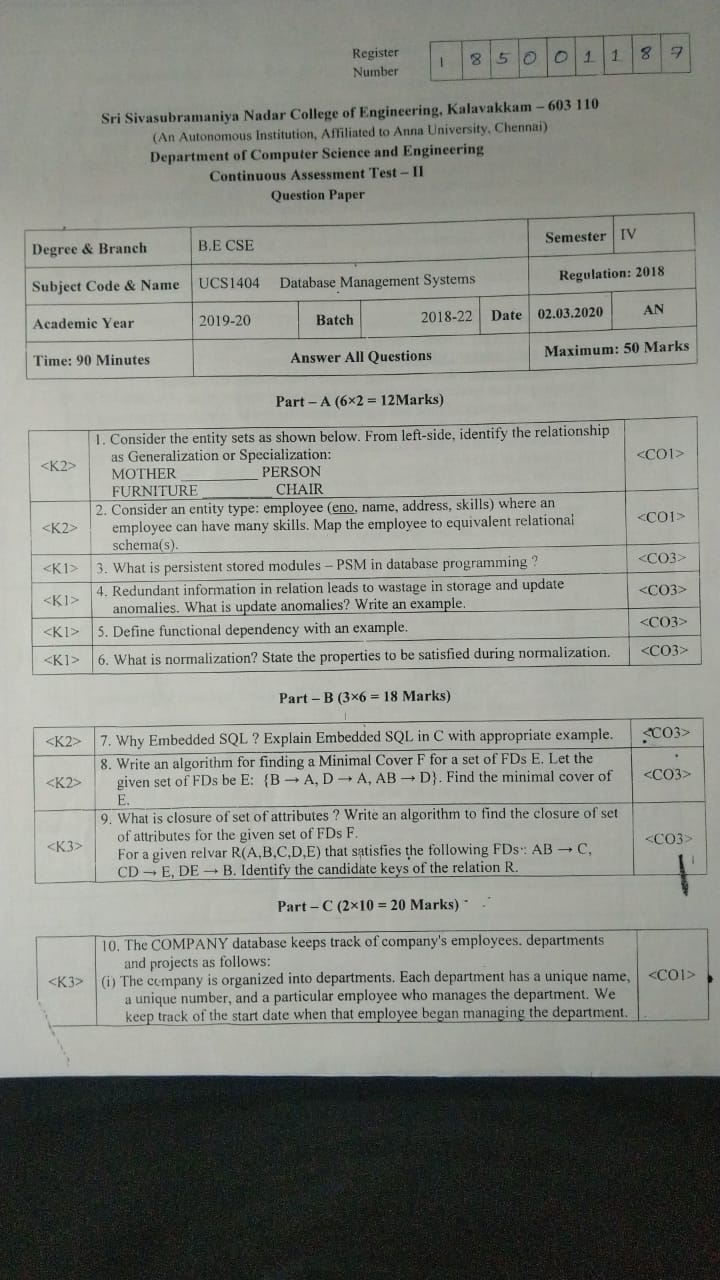 Register
Number
1 8 5 0 0 1 1 8 7
Sri Sivasubramaniya Nadar College of Engineering, Kalavakkam – 603 110
(An Autonomous Institution, Affiliated to Anna University, Chennai)
Department of Computer Science and Engineering
Continuous Assessment Test – II
Question Paper
Degree & Branch B.E CSE Semester IV
Subject Code & Name UCS1404 Database Management Systems Regulation: 2018
Academic Year 2019-20 Batch 2018-22 Date 02.03.2020 AN
Time: 90 Minutes Answer All Questions Maximum: 50 Marks
Part – A (6×2 = 12Marks)
1. Consider the entity sets as shown below. From left-side, identify the relationship
<K2> as Generalization or Specialization: <CO1>
MOTHER __________ PERSON
FURNITURE _________ CHAIR
2. Consider an entity type: employee (eno, name, address, skills) where an
<K2> employee can have many skills. Map the employee to equivalent relational <CO1>
schema(s).
<K1> 3. What is persistent stored modules – PSM in database programming ? <CO3>
4. Redundant information in relation leads to wastage in storage and update
<K1> anomalies. What is update anomalies? Write an example. <CO3>
<K1> 5. Define functional dependency with an example. <CO3>
<K1> 6. What is normalization? State the properties to be satisfied during normalization. <CO3>
Part – B (3×6 = 18 Marks)
<K2> 7. Why Embedded SQL ? Explain Embedded SQL in C with appropriate example. <CO3>
8. Write an algorithm for finding a Minimal Cover F for a set of FDs E. Let the
<K2> given set of FDs be E: {B → A, D → A, AB → D}. Find the minimal cover of <CO3>
E.
9. What is closure of set of attributes ? Write an algorithm to find the closure of set
of attributes for the given set of FDs F.
<K3> For a given relvar R(A,B,C,D,E) that satisfies the following FDs: AB → C, <CO3>
CD → E, DE → B. Identify the candidate keys of the relation R.
Part – C (2×10 = 20 Marks)
10. The COMPANY database keeps track of company's employees. departments
and projects as follows:
<K3> (i) The company is organized into departments. Each department has a unique name, <CO1>
a unique number, and a particular employee who manages the department. We
keep track of the start date when that employee began managing the department.